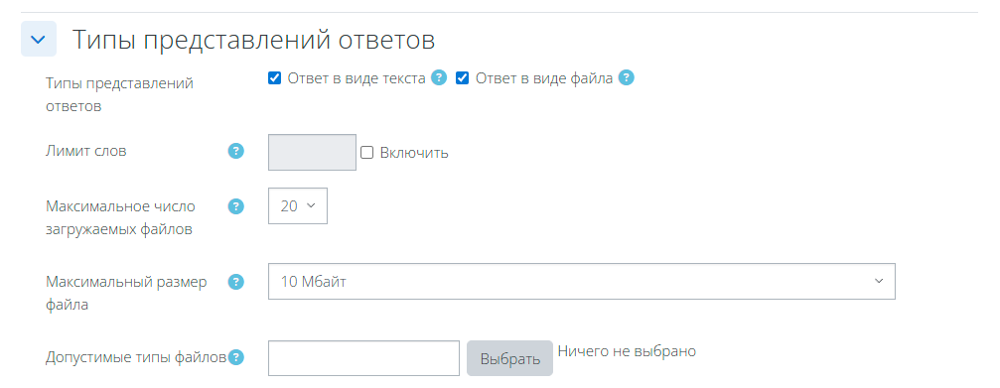 Типы представлений ответов
Типы представлений
ответов
Ответ в виде текста ? Ответ в виде файла ?
Лимит слов ?
Включить
Максимальное число
загружаемых файлов
?
20
Максимальный размер
файла
?
10 Мбайт
Допустимые типы файлов ?
Выбрать
Ничего не выбрано